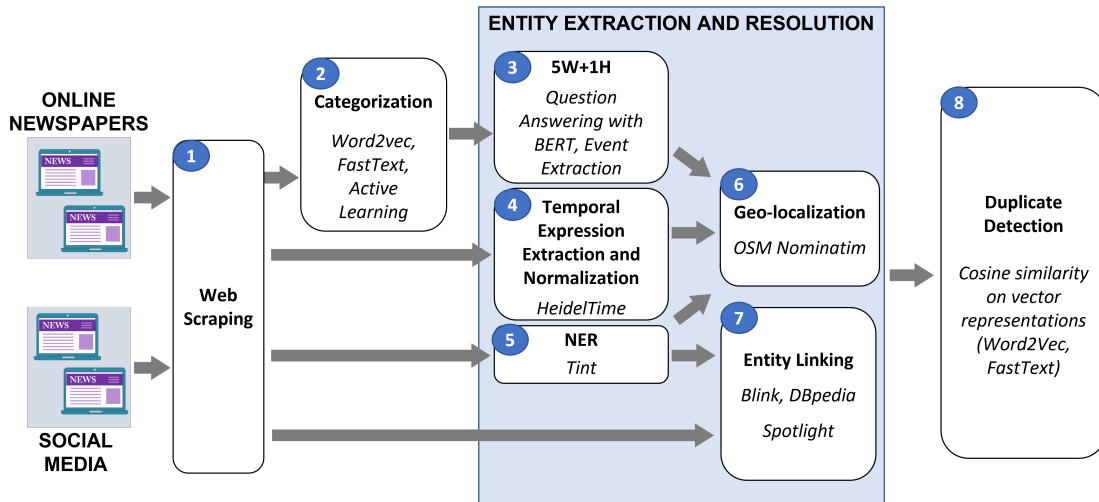 ENTITY EXTRACTION AND RESOLUTION
ONLINE
NEWSPAPERS
NEWS
NEWS
NEWS
NEWS
SOCIAL
MEDIA
1
Web
Scraping
2
Categorization
Word2vec,
FastText,
Active
Learning
3
5W+1H
Question
Answering with
BERT, Event
Extraction
4
Temporal
Expression
Extraction and
Normalization
HeidelTime
5
NER
Tint
6
Geo-localization
OSM Nominatim
7
Entity Linking
Blink, DBpedia
Spotlight
8
Duplicate
Detection
Cosine similarity
on vector
representations
(Word2Vec,
FastText)